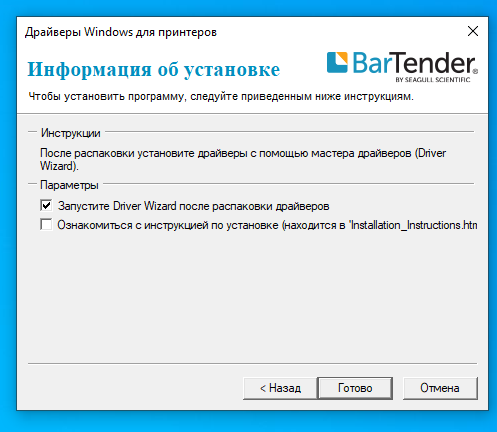 Драйверы Windows для принтеров
Информация об установке
BarTender®
BY SEAGULL SCIENTIFIC
Чтобы установить программу, следуйте приведенным ниже инструкциям.
Инструкции
После распаковки установите драйверы с помощью мастера драйверов (Driver
Wizard).
Параметры
Запустите Driver Wizard после распаковки драйверов
Ознакомиться с инструкцией по установке (находится в 'Installation_Instructions.htm
< Назад
Готово
Отмена